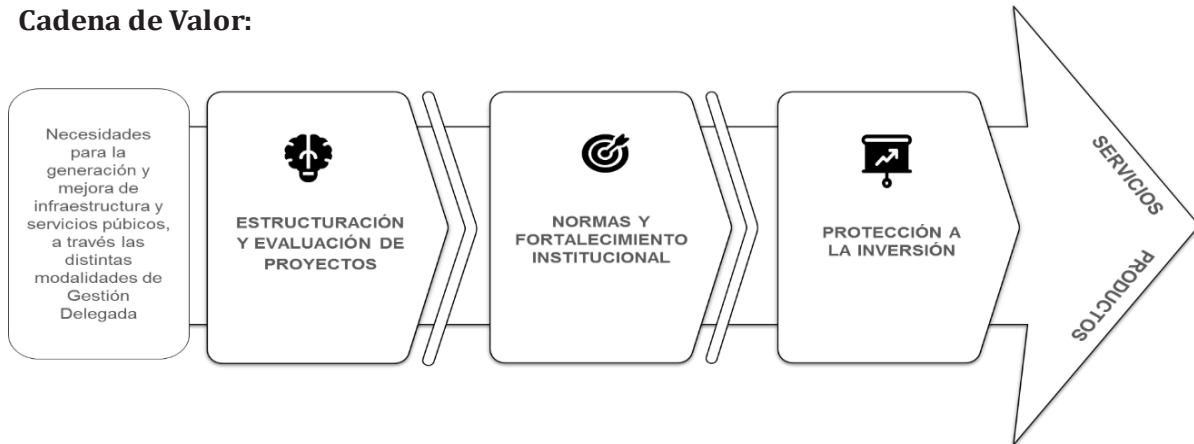 Cadena de Valor:
Necesidades
para la
generación y
mejora de
infraestructura y
servicios púbicos,
a través las
distintas
modalidades de
Gestión
Delegada
ESTRUCTURACIÓN
Y EVALUACIÓN DE
PROYECTOS
NORMAS Y
FORTALECIMIENTO
INSTITUCIONAL
PROTECCIÓN A
LA INVERSIÓN
SERVICIOS
PRODUCTOS